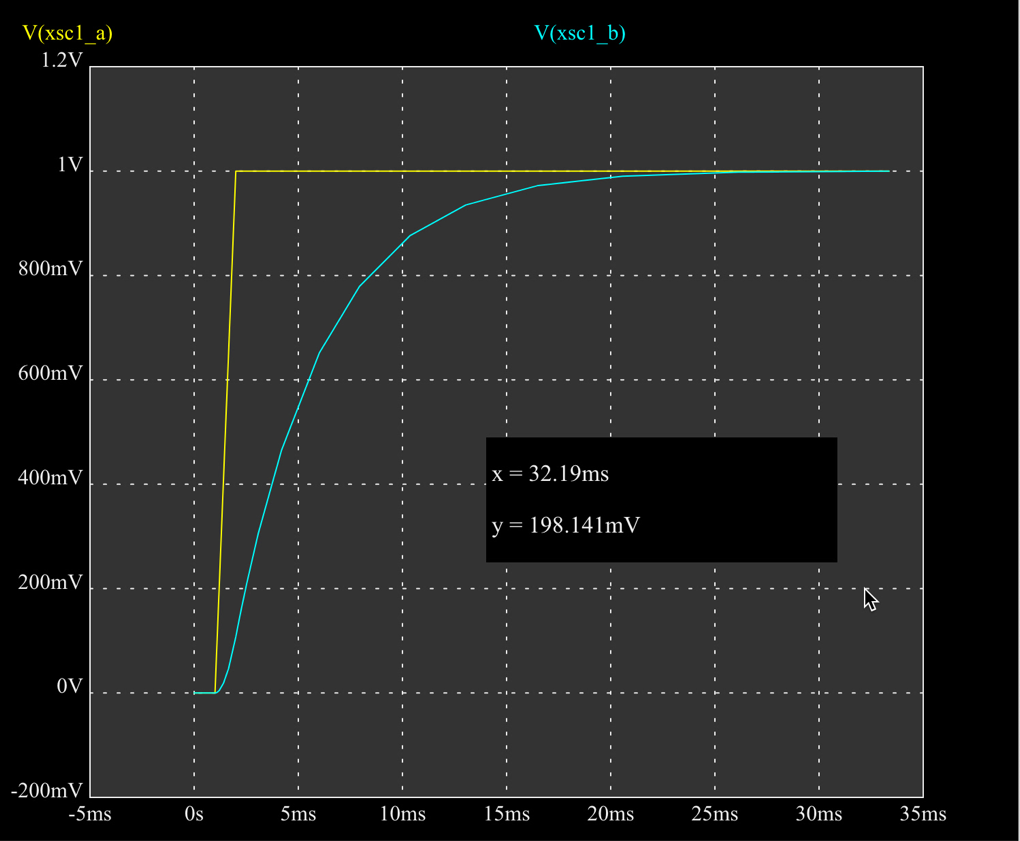 V(xsc1_a) V(xsc1_b)
1.2V
1V
800mV
600mV
400mV
200mV
0V
-200mV
x = 32.19ms
y = 198.141mV
-5ms 0s 5ms 10ms 15ms 20ms 25ms 30ms 35ms